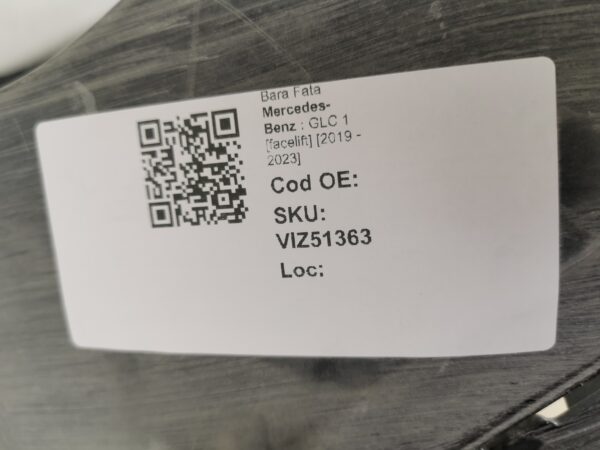 Bara Fata
Mercedes-
Benz : GLC 1
[facelift] [2019 -
2023]
Cod OE:
SKU:
VIZ51363
Loc: